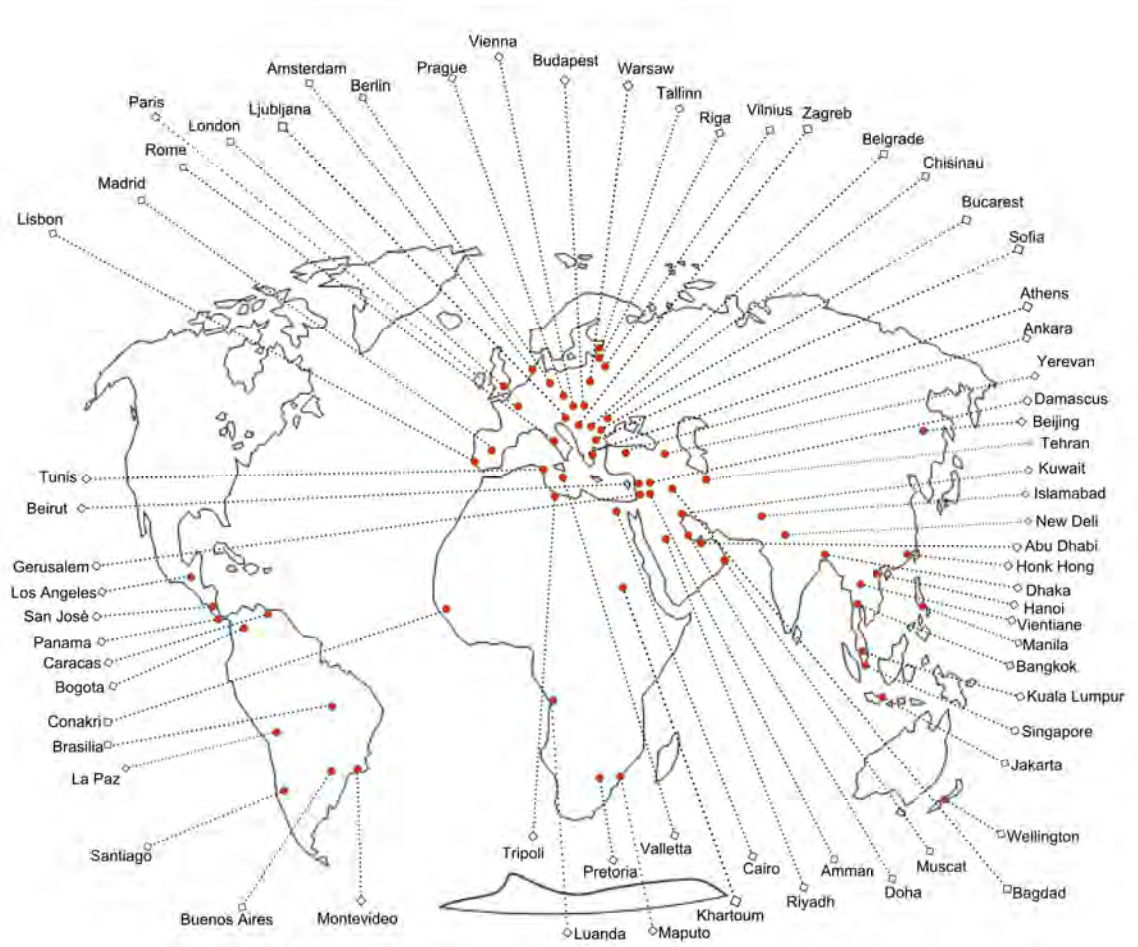 Vienna
Budapest
Warsaw
Amsterdam
Prague
Berlin
Tallinn
Paris
Ljubljana
Riga
Vilnius
Zagreb
London
Belgrade
Rome
Chisinau
Madrid
Bucarest
Lisbon
Sofia
Athens
Ankara
Yerevan
Damascus
Beijing
Tehran
Kuwait
Islamabad
New Deli
Abu Dhabi
Honk Hong
Dhaka
Hanoi
Vientiane
Manila
Bangkok
Kuala Lumpur
Singapore
Jakarta
Wellington
Bagdad
Tunis
Beirut
Gerusalem
Los Angeles
San Josè
Panama
Caracas
Bogota
Conakri
Brasilia
La Paz
Santiago
Buenos Aires
Montevideo
Tripoli
Luanda
Pretoria
Maputo
Valletta
Khartoum
Cairo
Riyadh
Amman
Doha
Muscat